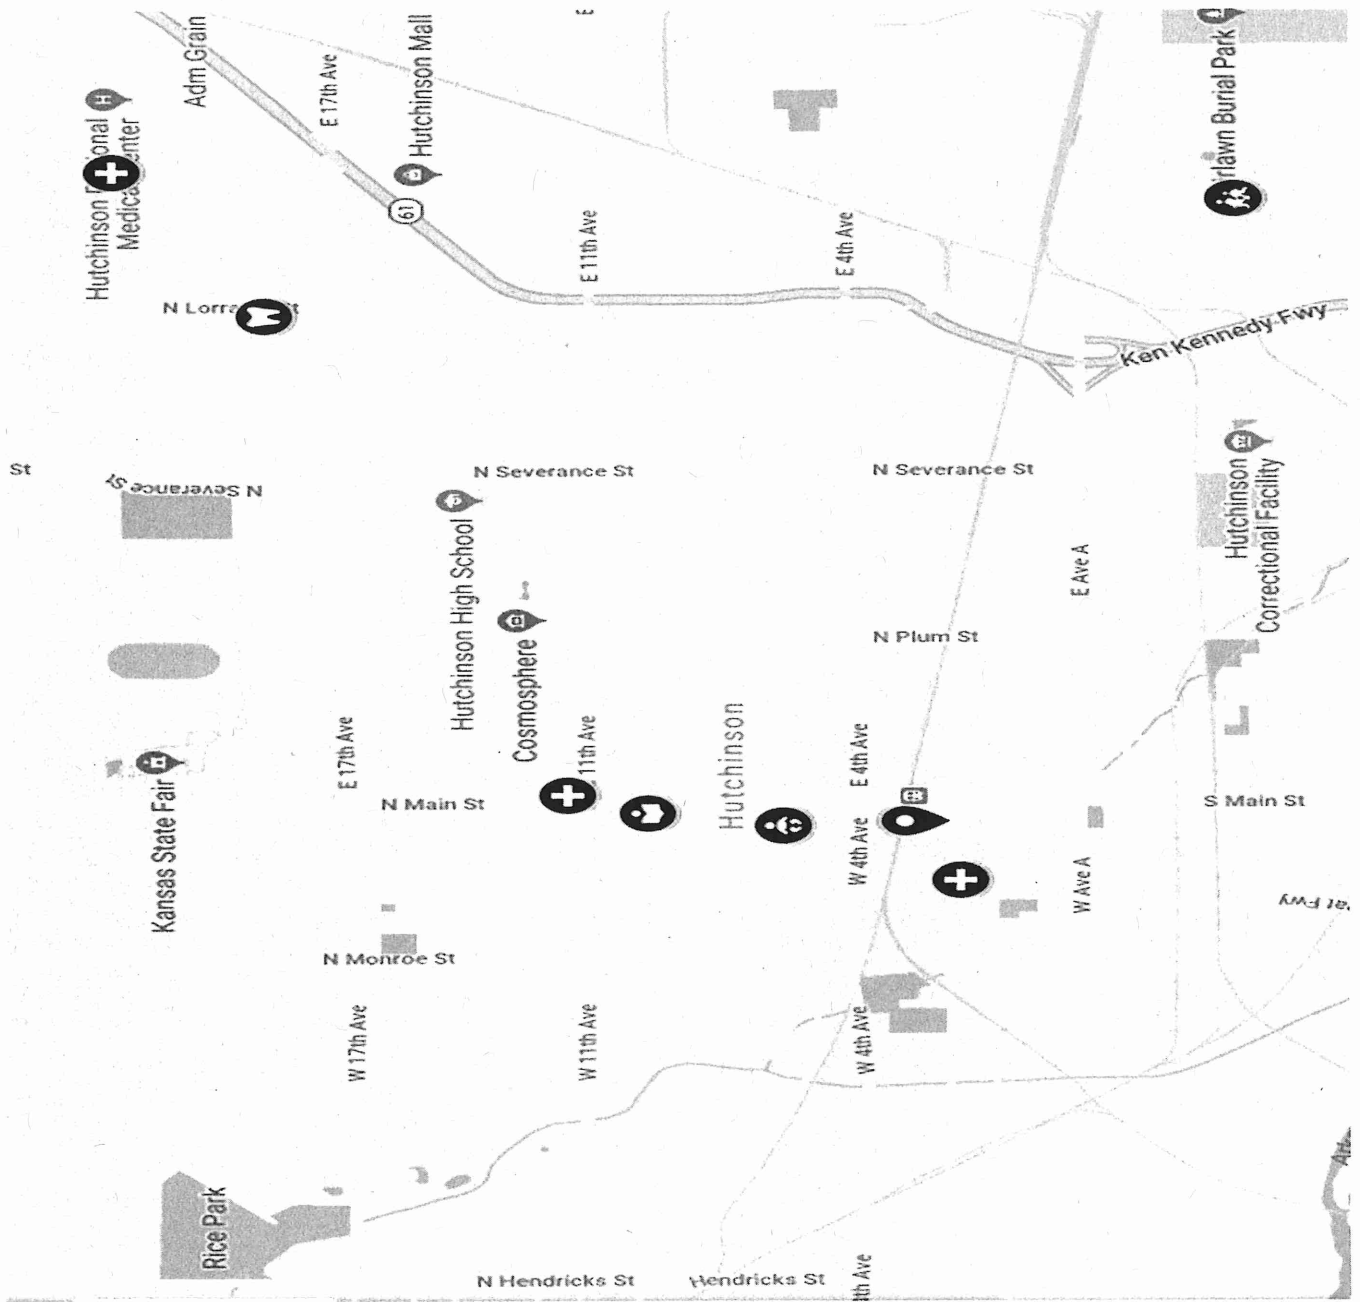 St
Hutchinson
Medical
Kansas State Fair
N Severance St
Adm Grain
Rice Park
E 17th Ave
E 17th Ave
W 17th Ave
Hutchinson Mall
61
N Main St
N Monroe St
Hutchinson High School
N Severance St
Cosmosphere
N Hendricks St
E 11th Ave
11th Ave
W 11th Ave
Hutchinson
Hendricks St
E 4th Ave
E 4th Ave
W 4th Ave
W 4th Ave
N Severance St
N Plum St
E Ave A
W Ave A
Ken Kennedy Fwy
Burial Park
Hutchinson
Correctional Facility
S Main St
Fwy
H